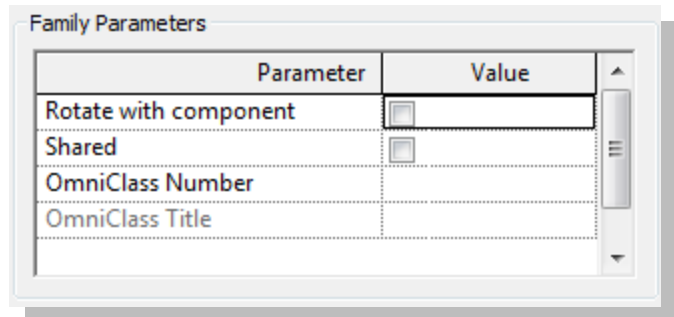 Family Parameters
Parameter Value
Rotate with component
Shared
OmniClass Number
OmniClass Title